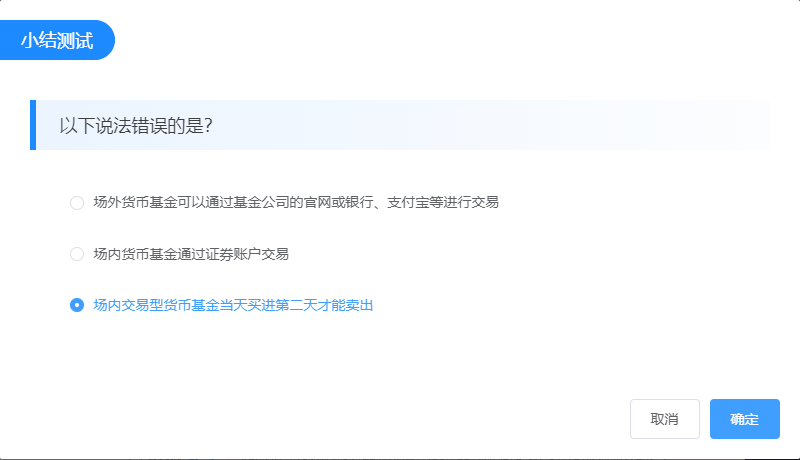 小结测试
以下说法错误的是?
场外货币基金可以通过基金公司的官网或银行、支付宝等进行交易
场内货币基金通过证券账户交易
场内交易型货币基金当天买进第二天才能卖出
取消
确定